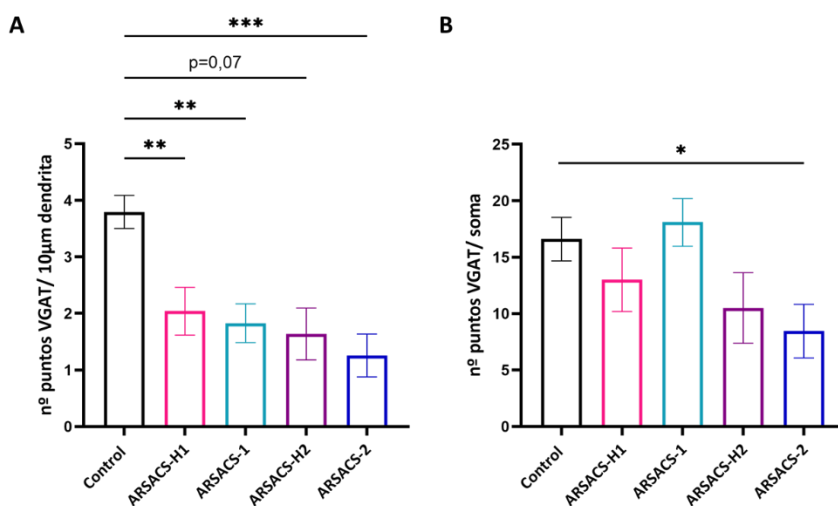 A
***
p=0,07
**
**
nº puntos VGAT/ 10µm dendrita
5
4
3
2
1
0
Control
ARSACS-H1
ARSACS-1
ARSACS-H2
ARSACS-2
B
*
nº puntos VGAT/ soma
25
20
15
10
5
0
Control
ARSACS-H1
ARSACS-1
ARSACS-H2
ARSACS-2